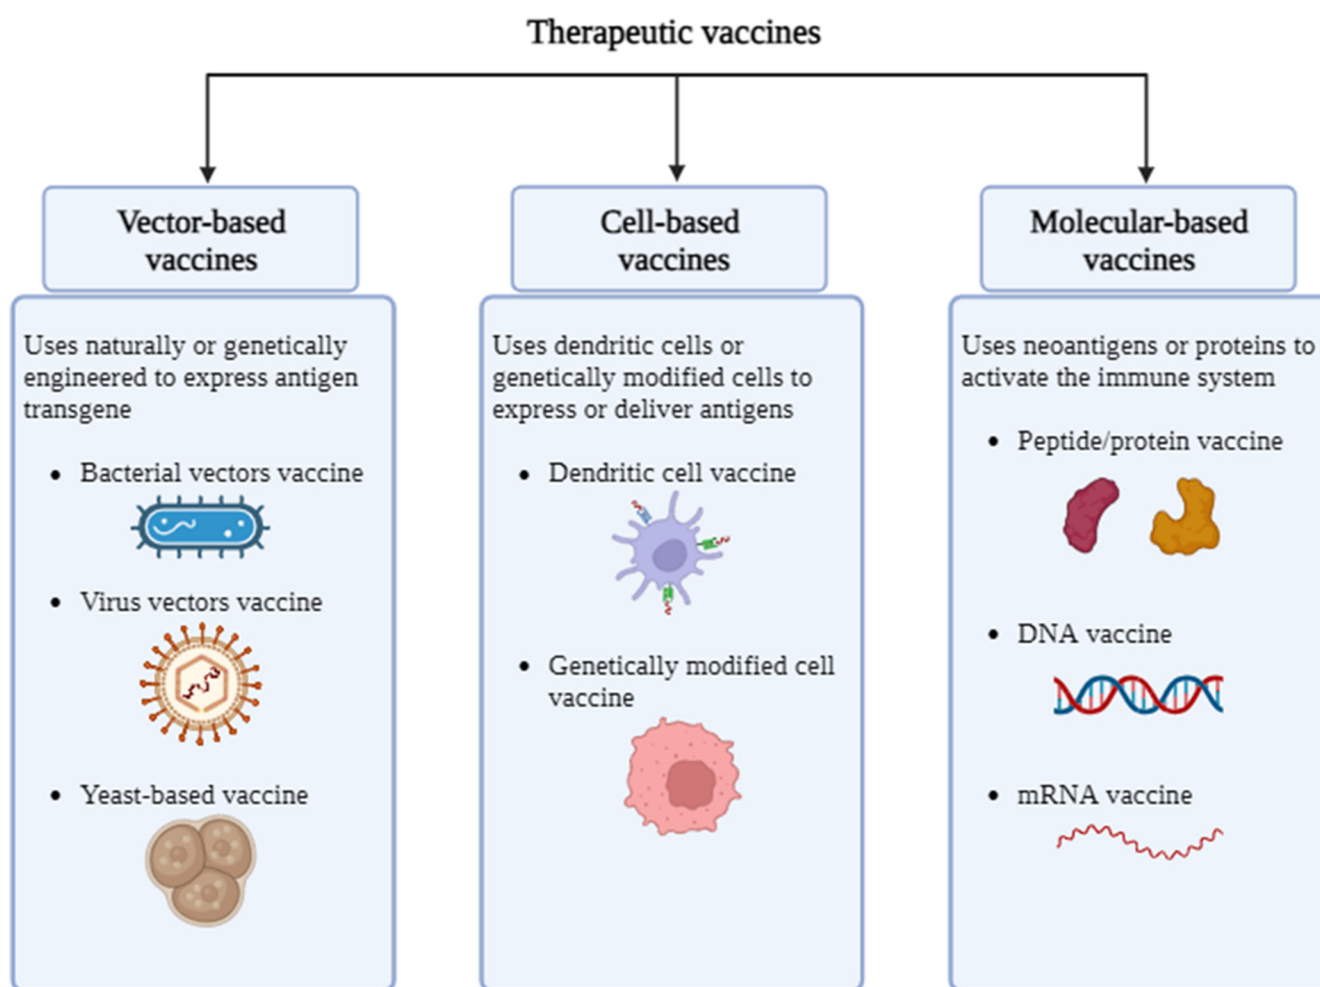 Therapeutic vaccines
Vector-based
vaccines
Uses naturally or genetically
engineered to express antigen
transgene
• Bacterial vectors vaccine
• Virus vectors vaccine
• Yeast-based vaccine
Cell-based
vaccines
Uses dendritic cells or
genetically modified cells to
express or deliver antigens
• Dendritic cell vaccine
• Genetically modified cell
vaccine
Molecular-based
vaccines
Uses neoantigens or proteins to
activate the immune system
• Peptide/protein vaccine
• DNA vaccine
• mRNA vaccine